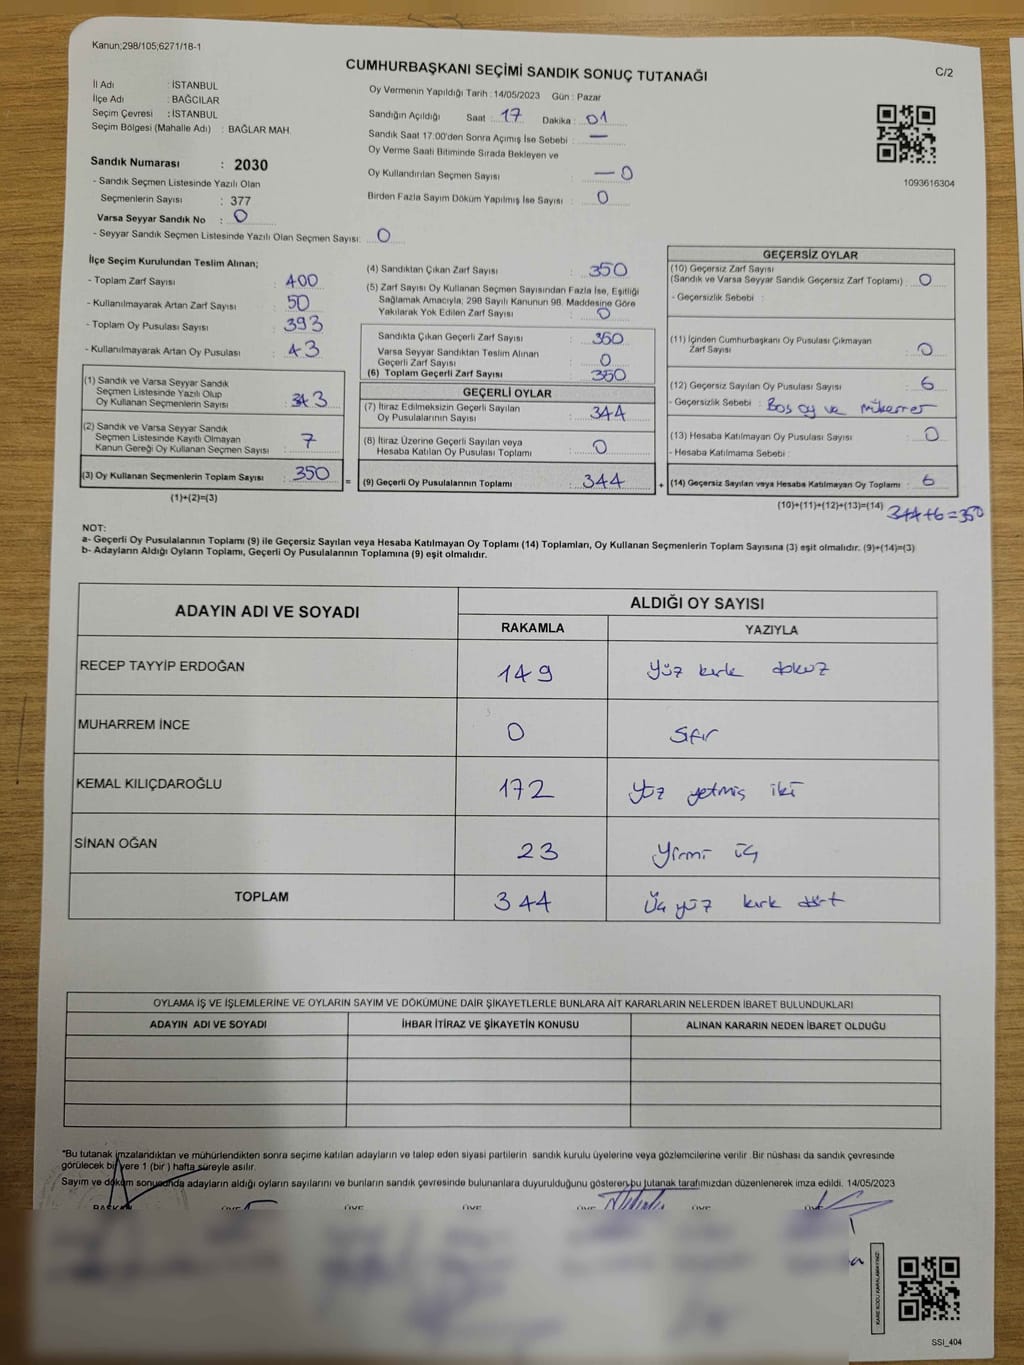 Kanun;298/105;6271/18-1
CUMHURBAŞKANI SEÇİMİ SANDIK SONUÇ TUTANAĞI
C/2
İl Adı : İSTANBUL
İlçe Adı : BAĞCILAR
Seçim Çevresi : İSTANBUL
Seçim Bölgesi (Mahalle Adı) : BAĞLAR MAH.
Oy Vermenin Yapıldığı Tarih : 14/05/2023 Gün : Pazar
Sandığın Açıldığı Saat : 17 Dakika : 01
Sandık Saat 17:00'den Sonra Açımış İse Sebebi : —
Oy Verme Saati Bitiminde Sırada Bekleyen ve
Oy Kullandırılan Seçmen Sayısı : — 0
Birden Fazla Sayım Döküm Yapılmış İse Sayısı : 0
1093616304
Sandık Numarası : 2030
- Sandık Seçmen Listesinde Yazılı Olan
Seçmenlerin Sayısı : 377
Varsa Seyyar Sandık No : 0
- Seyyar Sandık Seçmen Listesinde Yazılı Olan Seçmen Sayısı: 0
İlçe Seçim Kurulundan Teslim Alınan;
- Toplam Zarf Sayısı : 400
- Kullanılmayarak Artan Zarf Sayısı : 50
- Toplam Oy Pusulası Sayısı : 393
- Kullanılmayarak Artan Oy Pusulası : 43
(1) Sandık ve Varsa Seyyar Sandık
Seçmen Listesinde Yazılı Olup
Oy Kullanan Seçmenlerin Sayısı : 343
(2) Sandık ve Varsa Seyyar Sandık
Seçmen Listesinde Kayıtlı Olmayan
Kanun Gereği Oy Kullanan Seçmen Sayısı : 7
(3) Oy Kullanan Seçmenlerin Toplam Sayısı : 350 =
(1)+(2)=(3)
(4) Sandıktan Çıkan Zarf Sayısı : 350
(5) Zarf Sayısı Oy Kullanan Seçmen Sayısından Fazla İse, Eşitliği
Sağlamak Amacıyla, 298 Sayılı Kanunun 98. Maddesine Göre
Yakılarak Yok Edilen Zarf Sayısı : 0
Sandıkta Çıkan Geçerli Zarf Sayısı : 350
Varsa Seyyar Sandıktan Teslim Alınan
Geçerli Zarf Sayısı : 0
(6) Toplam Geçerli Zarf Sayısı : 350
GEÇERLİ OYLAR
(7) İtiraz Edilmeksizin Geçerli Sayılan
Oy Pusulalarının Sayısı : 344
(8) İtiraz Üzerine Geçerli Sayılan veya
Hesaba Katılan Oy Pusulası Toplamı : 0
(9) Geçerli Oy Pusulalarının Toplamı : 344 +
GEÇERSİZ OYLAR
(10) Geçersiz Zarf Sayısı
(Sandık ve Varsa Seyyar Sandık Geçersiz Zarf Toplamı) : 0
- Geçersizlik Sebebi :
(11) İçinden Cumhurbaşkanı Oy Pusulası Çıkmayan
Zarf Sayısı : 0
(12) Geçersiz Sayılan Oy Pusulası Sayısı : 6
- Geçersizlik Sebebi : Boş oy ve mükerrer
(13) Hesaba Katılmayan Oy Pusulası Sayısı : 0
- Hesaba Katılmama Sebebi :
(14) Geçersiz Sayılan veya Hesaba Katılmayan Oy Toplamı : 6
(10)+(11)+(12)+(13)=(14) 344+6=350
NOT:
a- Geçerli Oy Pusulalarının Toplamı (9) ile Geçersiz Sayılan veya Hesaba Katılmayan Oy Toplamı (14) Toplamları, Oy Kullanan Seçmenlerin Toplam Sayısına (3) eşit olmalıdır. (9)+(14)=(3)
b- Adayların Aldığı Oyların Toplamı, Geçerli Oy Pusulalarının Toplamına (9) eşit olmalıdır.
ADAYIN ADI VE SOYADI
ALDIĞI OY SAYISI
RAKAMLA YAZIYLA
RECEP TAYYİP ERDOĞAN 149 yüz kırk dokuz
MUHARREM İNCE 0 sıfır
KEMAL KILIÇDAROĞLU 172 yüz yetmiş iki
SİNAN OĞAN 23 yirmi üç
TOPLAM 344 üç yüz kırk dört
OYLAMA İŞ VE İŞLEMLERİNE VE OYLARIN SAYIM VE DÖKÜMÜNE DAİR ŞİKAYETLERLE BUNLARA AİT KARARLARIN NELERDEN İBARET BULUNDUKLARI
ADAYIN ADI VE SOYADI İHBAR İTİRAZ VE ŞİKAYETİN KONUSU ALINAN KARARIN NEDEN İBARET OLDUĞU
"Bu tutanak imzalandıktan ve mühürlendikten sonra seçime katılan adayların ve talep eden siyasi partilerin sandık kurulu üyelerine veya gözlemcilerine verilir .Bir nüshası da sandık çevresinde
görülecek bir yere 1 (bir ) hafta süreyle asılır.
Sayım ve döküm sonucunda adayların aldığı oyların sayılarını ve bunların sandık çevresinde bulunanlara duyurulduğunu gösteren bu tutanak tarafımızdan düzenlenerek imza edildi. 14/05/2023
BAŞKAN ÜYE ÜYE ÜYE ÜYE ÜYE ÜYE
KARE KODU KARALAMAYINIZ!
SSI_404